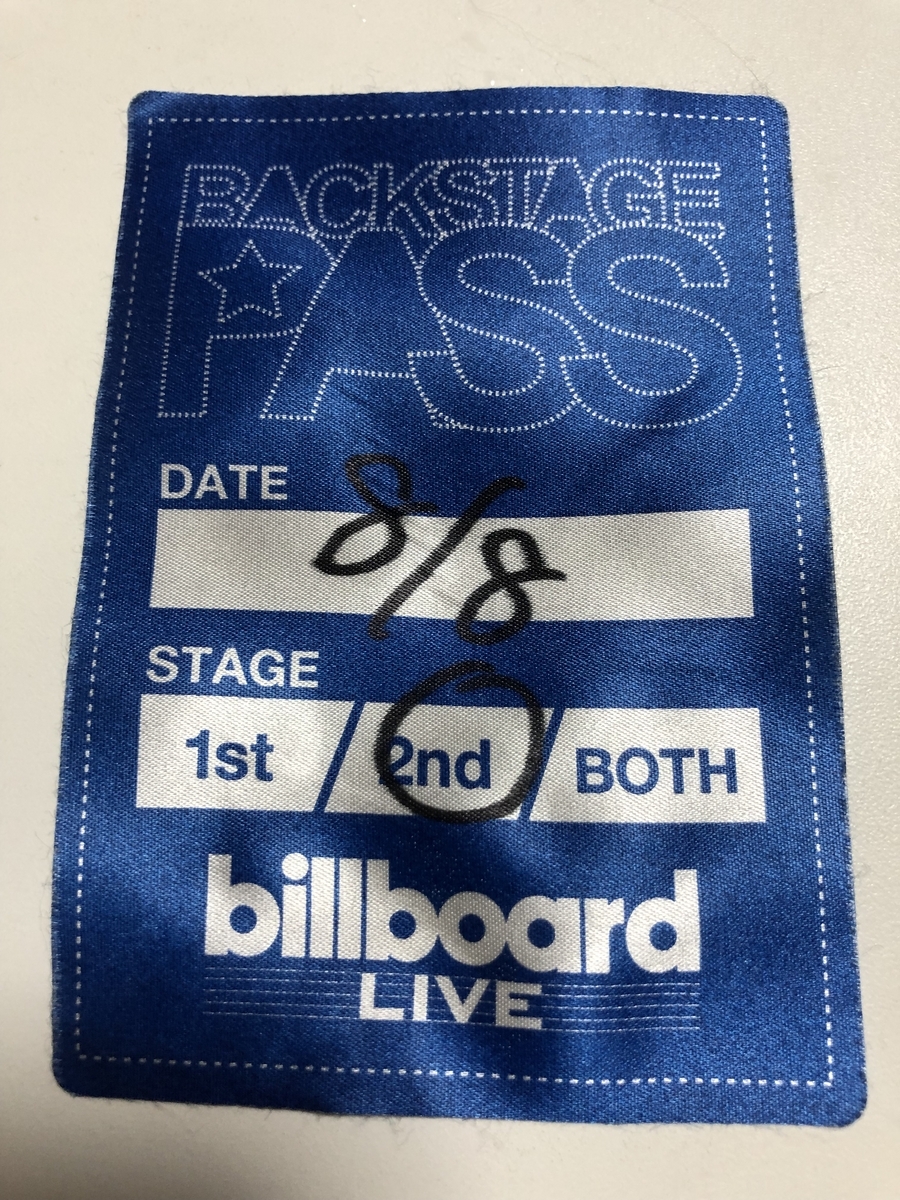 BACKSTAGE
PASS
DATE
8/8
STAGE
1st 2nd BOTH
billboard
LIVE